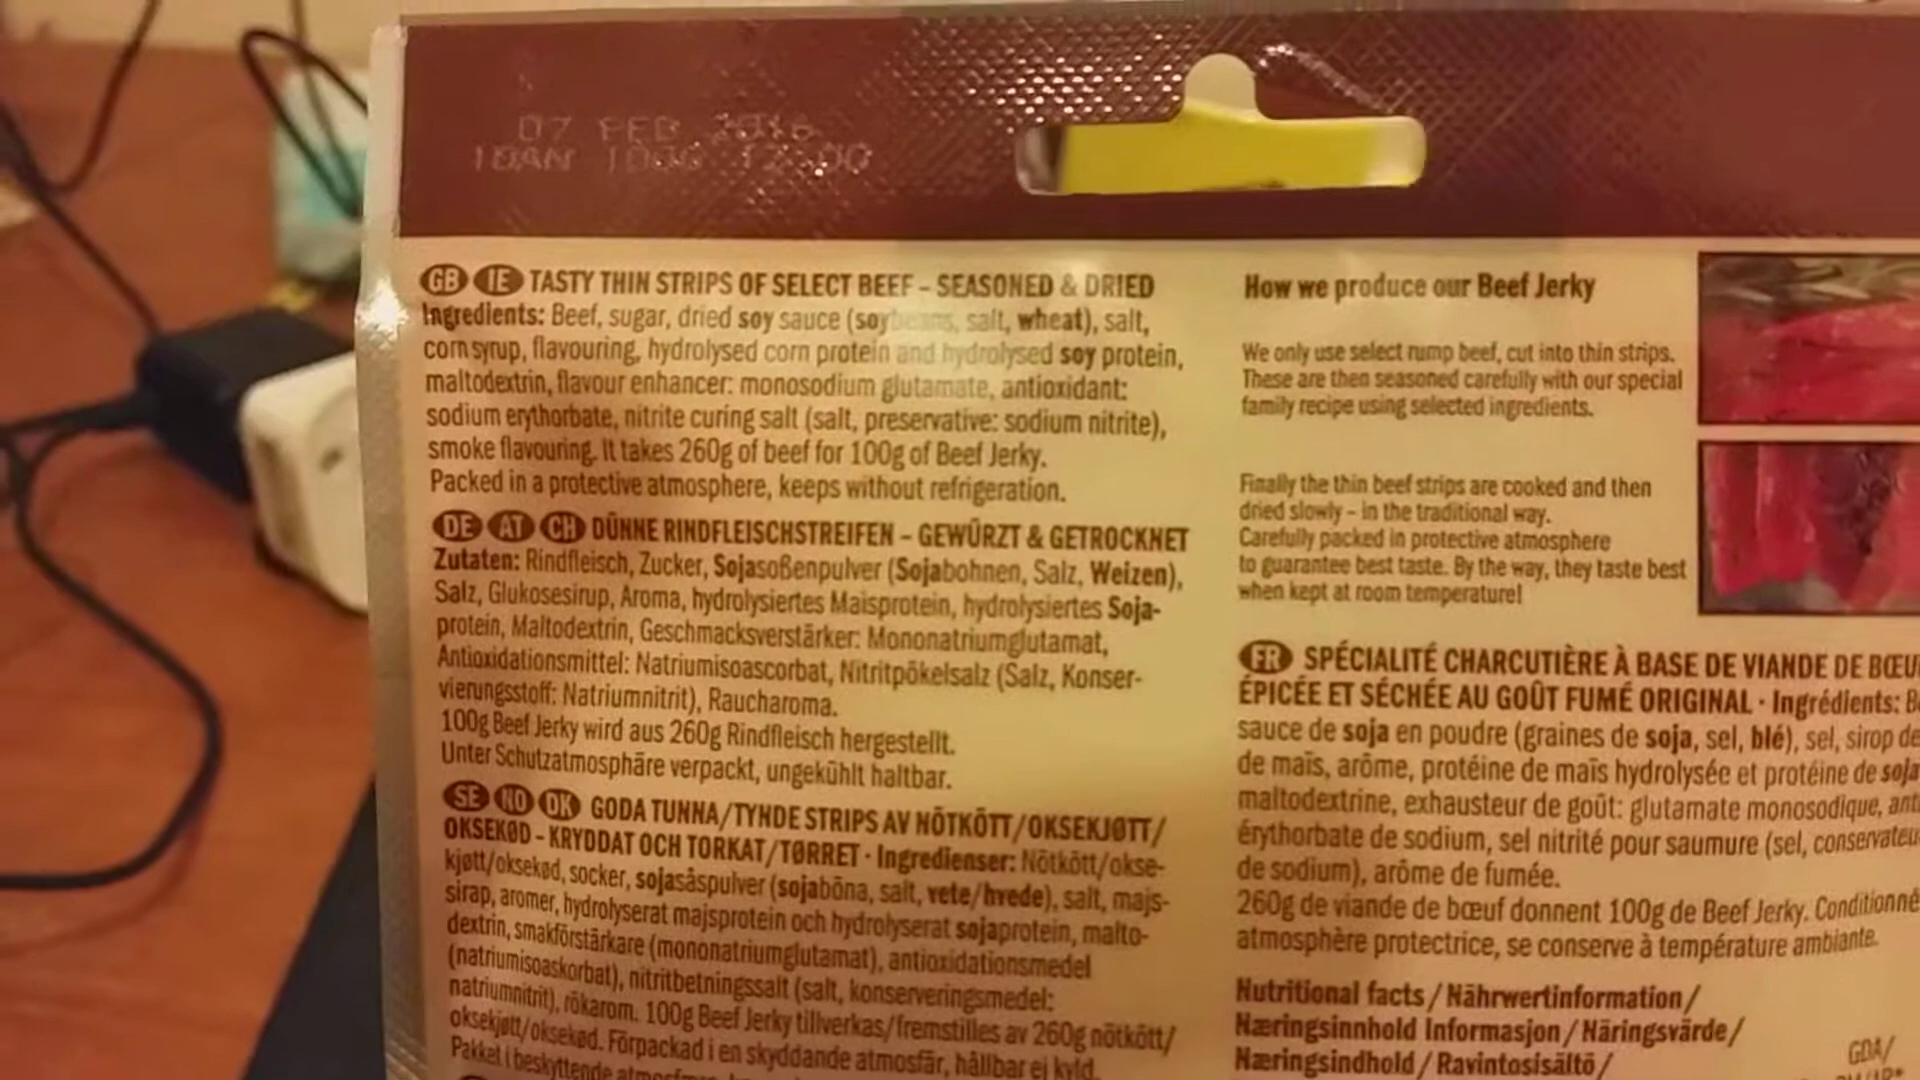 07 FEB 2016
GB IE TASTY THIN STRIPS OF SELECT BEEF – SEASONED & DRIED
Ingredients: Beef, sugar, dried soy sauce (soybeans, salt, wheat), salt,
corn syrup, flavouring, hydrolysed corn protein and hydrolysed soy protein,
maltodextrin, flavour enhancer: monosodium glutamate, antioxidant:
sodium erythorbate, nitrite curing salt (salt, preservative: sodium nitrite),
smoke flavouring. It takes 260g of beef for 100g of Beef Jerky.
Packed in a protective atmosphere, keeps without refrigeration.
DE AT CH DÜNNE RINDFLEISCHSTREIFEN – GEWÜRZT & GETROCKNET
Zutaten: Rindfleisch, Zucker, Sojasoßenpulver (Sojabohnen, Salz, Weizen),
Salz, Glukosesirup, Aroma, hydrolysiertes Maisprotein, hydrolysiertes Soja-
protein, Maltodextrin, Geschmacksverstärker: Mononatriumglutamat,
Antioxidationsmittel: Natriumisoascorbat, Nitritpökelsalz (Salz, Konser-
vierungsstoff: Natriumnitrit), Raucharoma.
100g Beef Jerky wird aus 260g Rindfleisch hergestellt.
Unter Schutzatmosphäre verpackt, ungekühlt haltbar.
SE NO DK GODA TUNNA/TYNDE STRIPS AV NÖTKÖTT/OKSEKJØTT/
OKSEKØD – KRYDDAT OCH TORKAT/TØRRET · Ingredienser: Nötkött/okse-
kjøtt/oksekød, socker, sojasåspulver (sojaböna, salt, vete/hvede), salt, majs-
sirap, aromer, hydrolyserat majsprotein och hydrolyserat sojaprotein, malto-
dextrin, smakförstärkare (mononatriumglutamat), antioxidationsmedel
(natriumisoaskorbat), nitritbetningssalt (salt, konserveringsmedel:
natriumnitrit), rökarom. 100g Beef Jerky tillverkas/fremstilles av 260g nötkött/
oksekjøtt/oksekød. Förpackad i en skyddande atmosfär, hållbar ej kyld.
Pakket i beskyttende
How we produce our Beef Jerky
We only use select rump beef, cut into thin strips.
These are then seasoned carefully with our special
family recipe using selected ingredients.
Finally the thin beef strips are cooked and then
dried slowly – in the traditional way.
Carefully packed in protective atmosphere
to guarantee best taste. By the way, they taste best
when kept at room temperature!
FR SPÉCIALITÉ CHARCUTIÈRE À BASE DE VIANDE DE BŒU
ÉPICÉE ET SÉCHÉE AU GOÛT FUMÉ ORIGINAL · Ingrédients: B
sauce de soja en poudre (graines de soja, sel, blé), sel, sirop de
de maïs, arôme, protéine de maïs hydrolysée et protéine de soja
maltodextrine, exhausteur de goût: glutamate monosodique, ant
érythorbate de sodium, sel nitrité pour saumure (sel, conservateu
de sodium), arôme de fumée.
260g de viande de bœuf donnent 100g de Beef Jerky. Conditionné
atmosphère protectrice, se conserve à température ambiante.
Nutritional facts / Nährwertinformation /
Næringsinnhold Informasjon / Näringsvärde /
Næringsindhold / Ravintosisältö /
GDA/